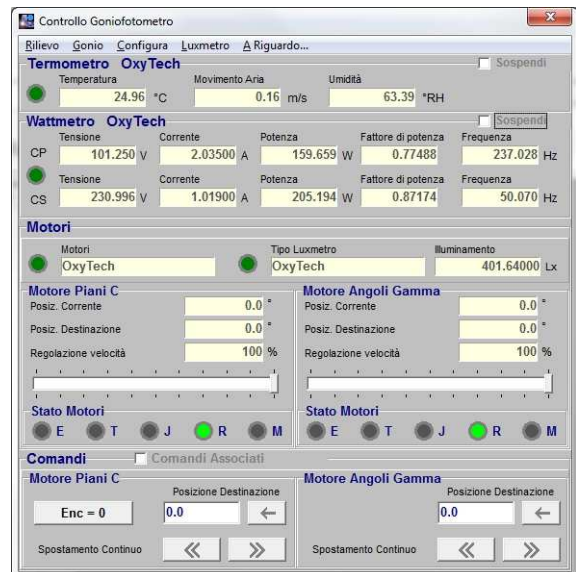 Controllo Goniofotometro
Rilievo Gonio Configura Luxmetro A Riguardo...
Termometro OxyTech Sospendi
Temperatura Movimento Aria Umidità
24.96 °C 0.16 m/s 63.39 °RH
Wattmetro OxyTech Sospendi
Tensione Corrente Potenza Fattore di potenza Frequenza
CP 101.250 V 2.03500 A 159.659 W 0.77488 237.028 Hz
Tensione Corrente Potenza Fattore di potenza Frequenza
CS 230.996 V 1.01900 A 205.194 W 0.87174 50.070 Hz
Motori
Motori Tipo Luxmetro Illuminamento
OxyTech OxyTech 401.64000 Lx
Motore Piani C Motore Angoli Gamma
Posiz. Corrente 0.0 ° Posiz. Corrente 0.0 °
Posiz. Destinazione 0.0 ° Posiz. Destinazione 0.0 °
Regolazione velocità 100 % Regolazione velocità 100 %
Stato Motori Stato Motori
E T J R M E T J R M
Comandi Comandi Associati
Motore Piani C Motore Angoli Gamma
Posizione Destinazione Posizione Destinazione
Enc = 0 0.0 0.0
Spostamento Continuo Spostamento Continuo